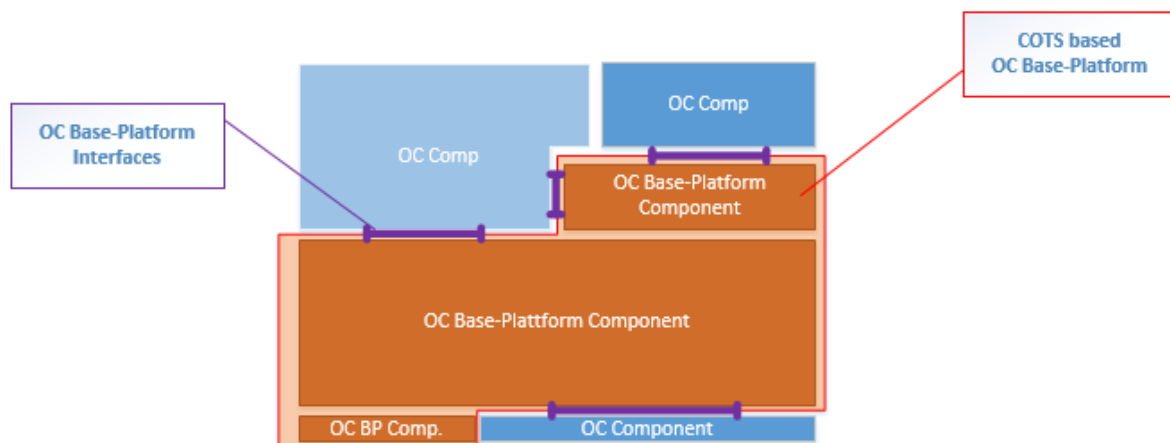 COTS based
OC Base-Platform
OC Comp
OC Base-Platform
Interfaces
OC Comp
OC Base-Platform
Component
OC Base-Plattform Component
OC BP Comp.
OC Component